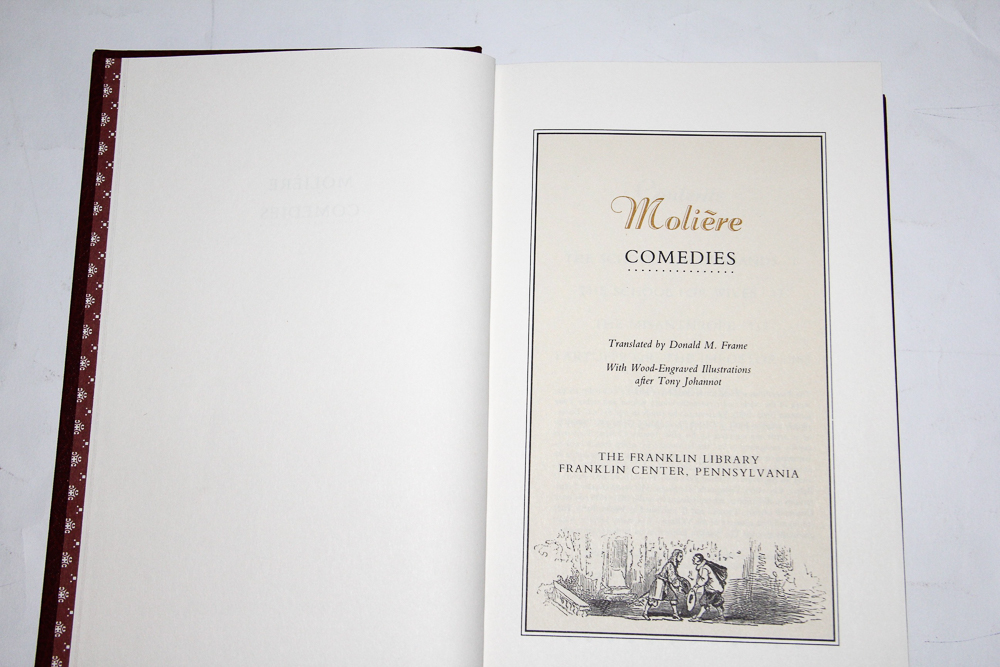 Molière
COMEDIES
Translated by Donald M. Frame
With Wood-Engraved Illustrations
after Tony Johannot
THE FRANKLIN LIBRARY
FRANKLIN CENTER, PENNSYLVANIA